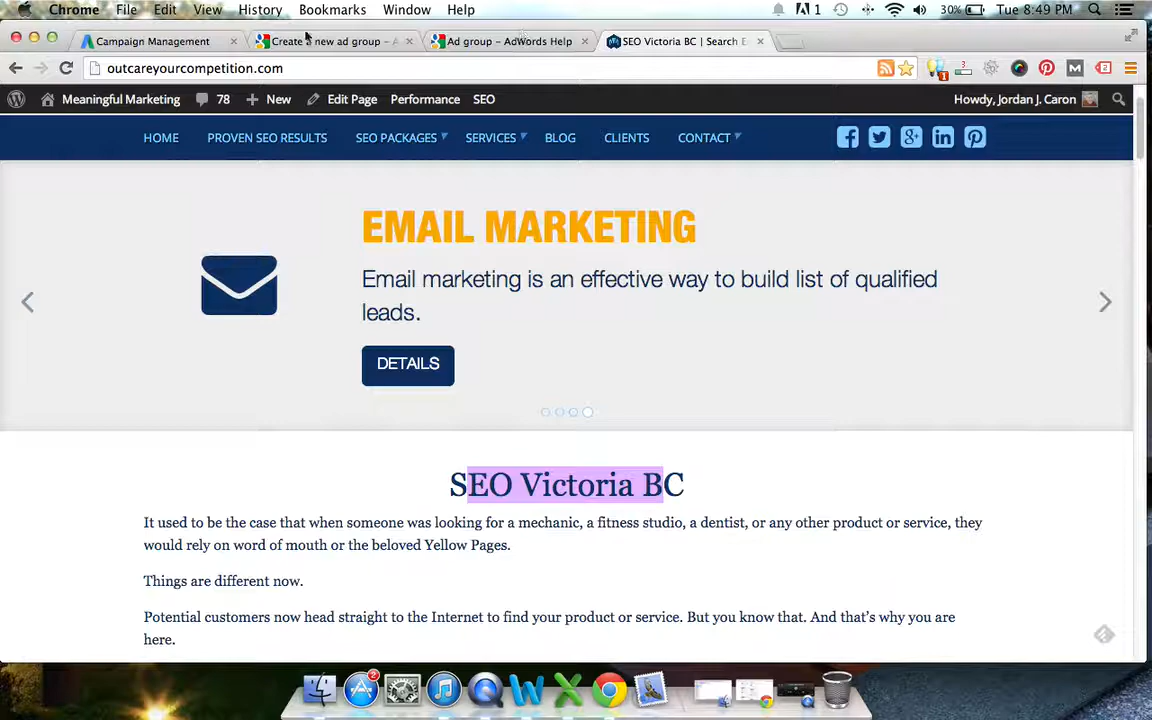 Chrome File Edit View History Bookmarks Window Help 1 30% Tue 8:49 PM
Campaign Management Create a new ad group - A Ad group – AdWords Help SEO Victoria BC | Search E
outcareyourcompetition.com
Meaningful Marketing 78 New Edit Page Performance SEO Howdy, Jordan J. Caron
HOME PROVEN SEO RESULTS SEO PACKAGES SERVICES BLOG CLIENTS CONTACT
EMAIL MARKETING
Email marketing is an effective way to build list of qualified
leads.
DETAILS
SEO Victoria BC
It used to be the case that when someone was looking for a mechanic, a fitness studio, a dentist, or any other product or service, they
would rely on word of mouth or the beloved Yellow Pages.
Things are different now.
Potential customers now head straight to the Internet to find your product or service. But you know that. And that's why you are
here.